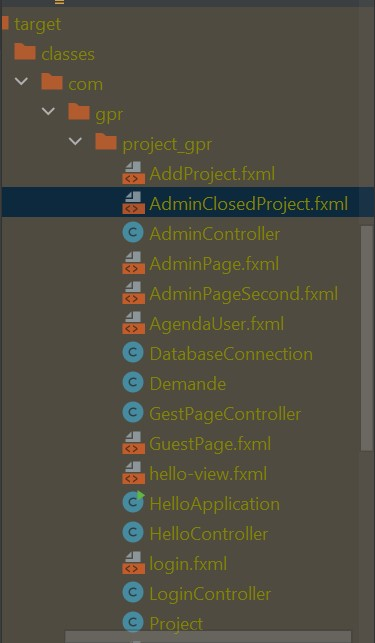 target
classes
com
gpr
project_gpr
AddProject.fxml
AdminClosedProject.fxml
AdminController
AdminPage.fxml
AdminPageSecond.fxml
AgendaUser.fxml
DatabaseConnection
Demande
GestPageController
GuestPage.fxml
hello-view.fxml
HelloApplication
HelloController
login.fxml
LoginController
Project